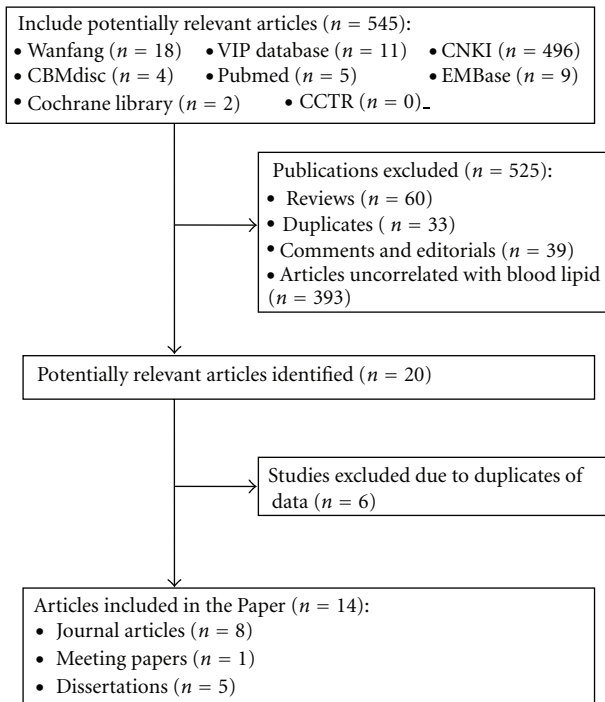 Include potentially relevant articles (n = 545):
• Wanfang (n = 18) • VIP database (n = 11) • CNKI (n = 496)
• CBMdisc (n = 4) • Pubmed (n = 5) • EMBase (n = 9)
• Cochrane library (n = 2) • CCTR (n = 0)
Publications excluded (n = 525):
• Reviews (n = 60)
• Duplicates ( n = 33)
• Comments and editorials (n = 39)
• Articles uncorrelated with blood lipid
(n = 393)
Potentially relevant articles identified (n = 20)
Studies excluded due to duplicates of
data (n = 6)
Articles included in the Paper (n = 14):
• Journal articles (n = 8)
• Meeting papers (n = 1)
• Dissertations (n = 5)